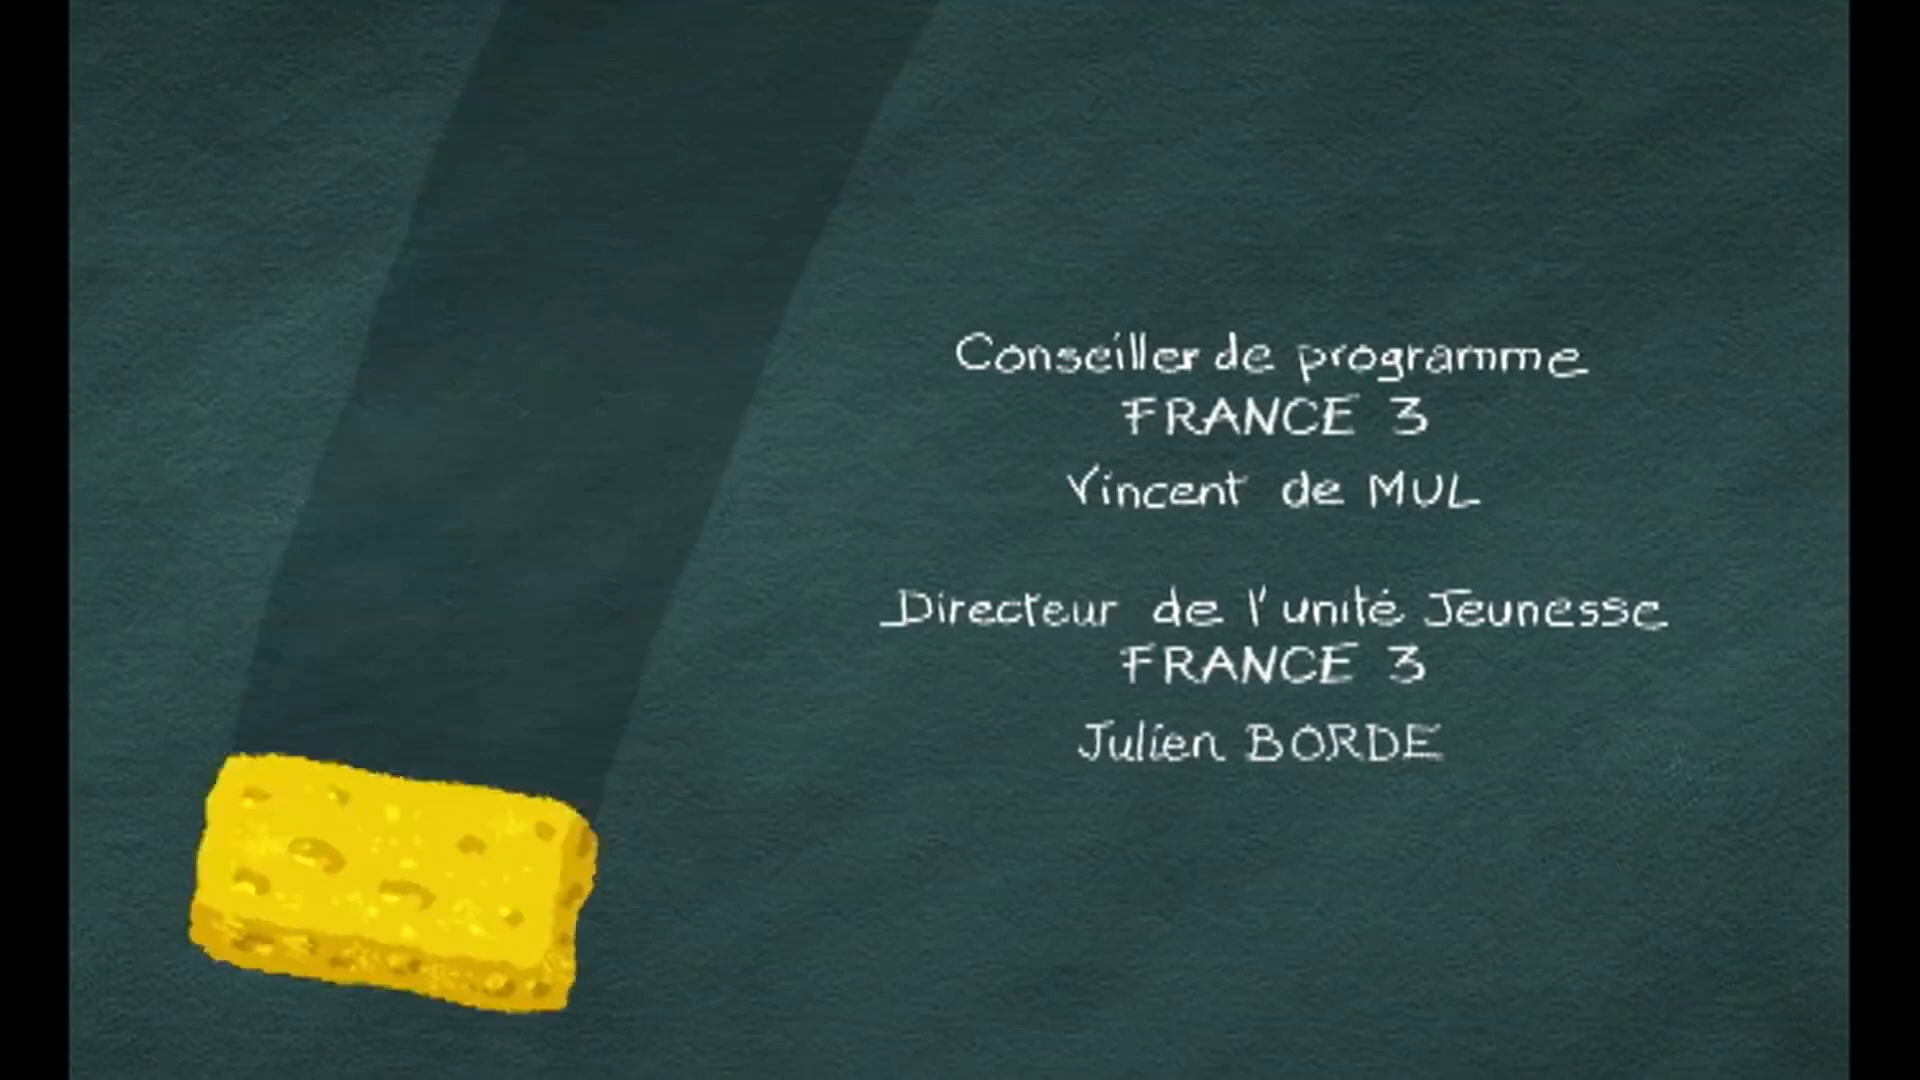 Conseiller de programme
FRANCE 3
Vincent de MUL
Directeur de l'unité Jeunesse
FRANCE 3
Julien BORDE